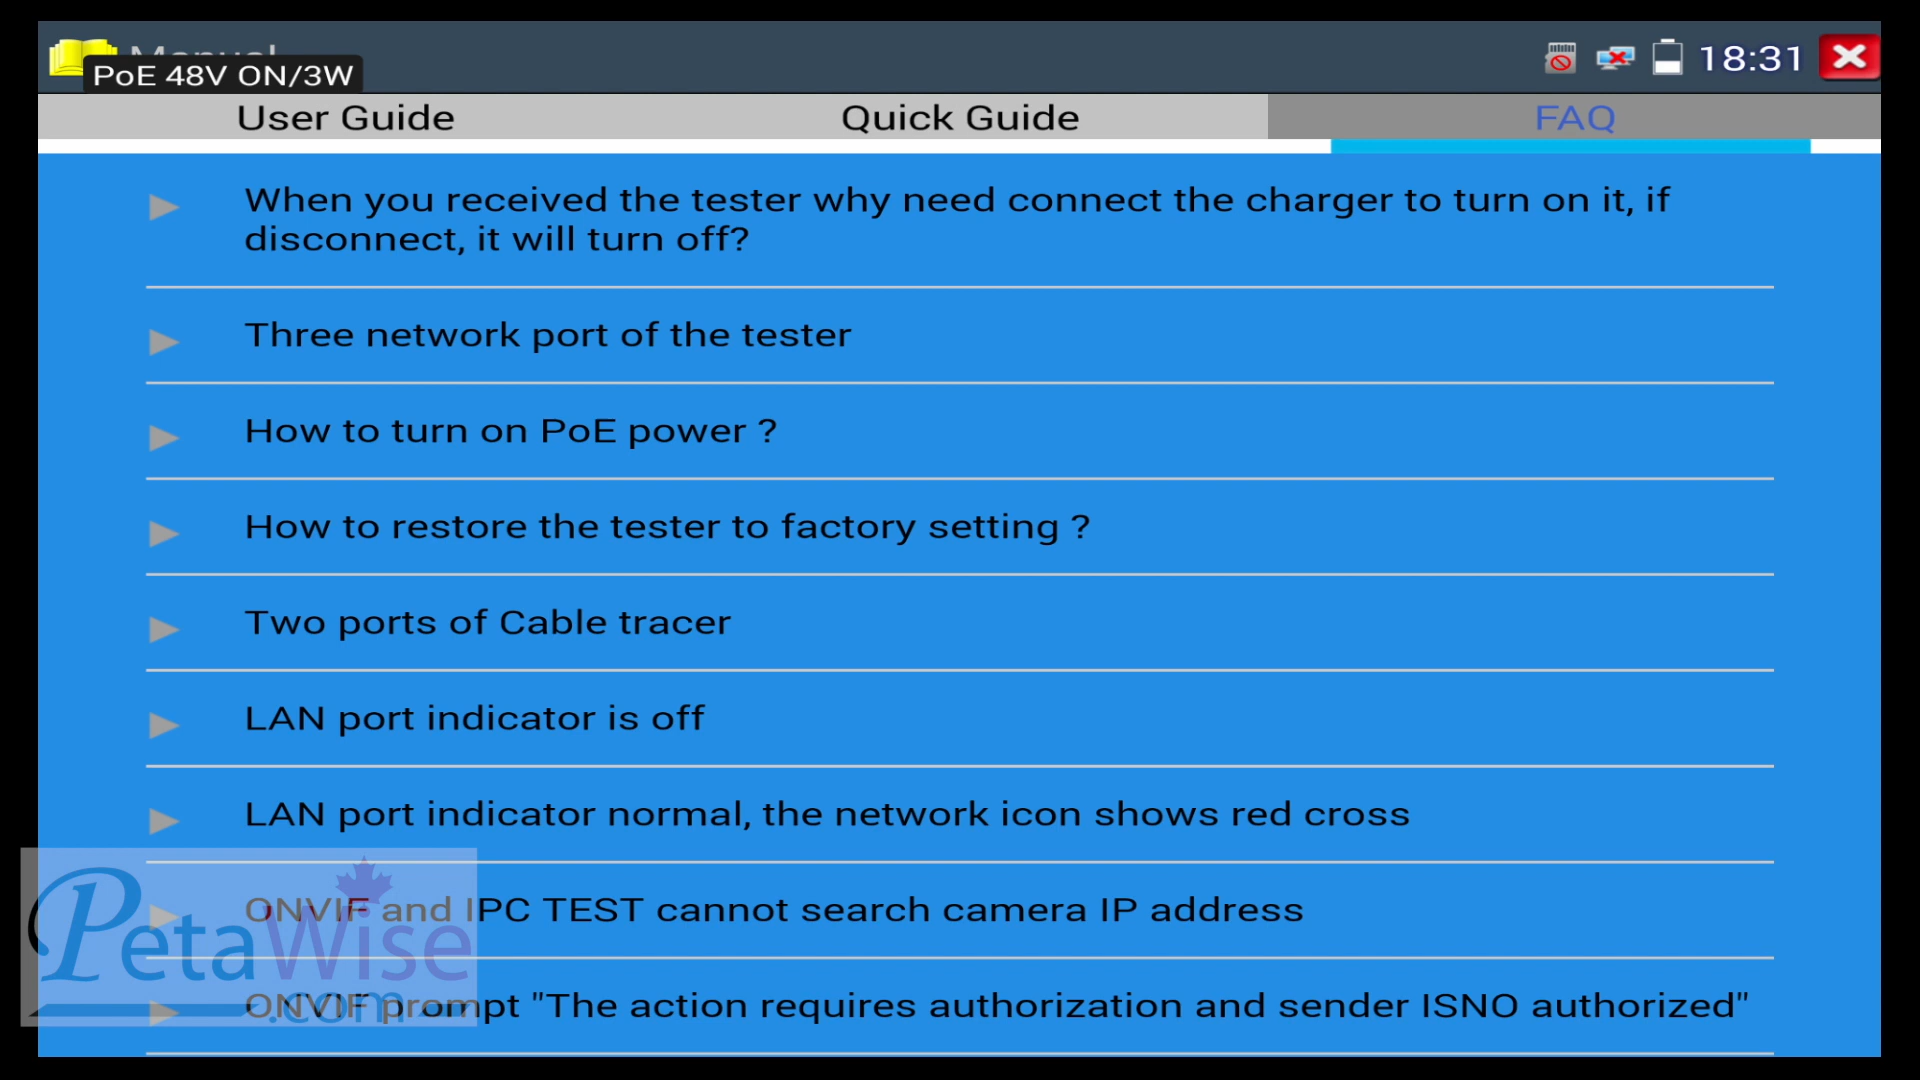 Manual
PoE 48V ON/3W
18:31
User Guide
Quick Guide
FAQ
When you received the tester why need connect the charger to turn on it, if
disconnect, it will turn off?
Three network port of the tester
How to turn on PoE power ?
How to restore the tester to factory setting ?
Two ports of Cable tracer
LAN port indicator is off
LAN port indicator normal, the network icon shows red cross
ONVIF and IPC TEST cannot search camera IP address
ONVIF prompt "The action requires authorization and sender ISNO authorized"
PetaWise
.com